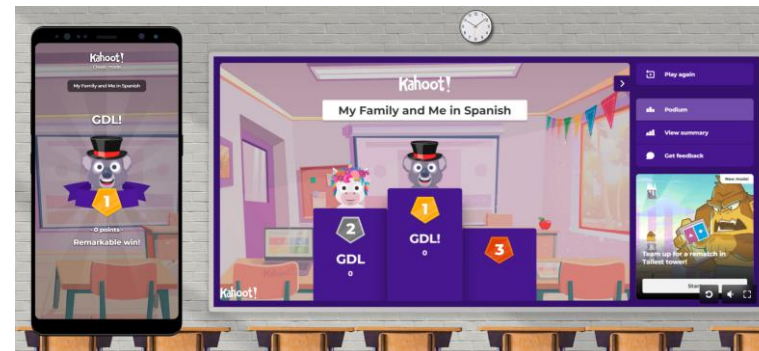 Kahoot!
My Family and Me in Spanish
GDL!
1
0 points
Remarkable win!
Kahoot!
My Family and Me in Spanish
2
GDL
0
1
GDL!
0
3
Kahoot!
Play again
Podium
View summary
Get feedback
New mode!
Team up for a rematch in
Tallest tower!